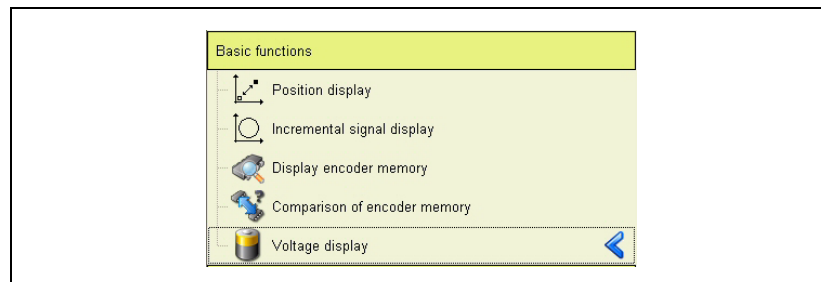 Basic functions
Position display
Incremental signal display
Display encoder memory
Comparison of encoder memory
Voltage display